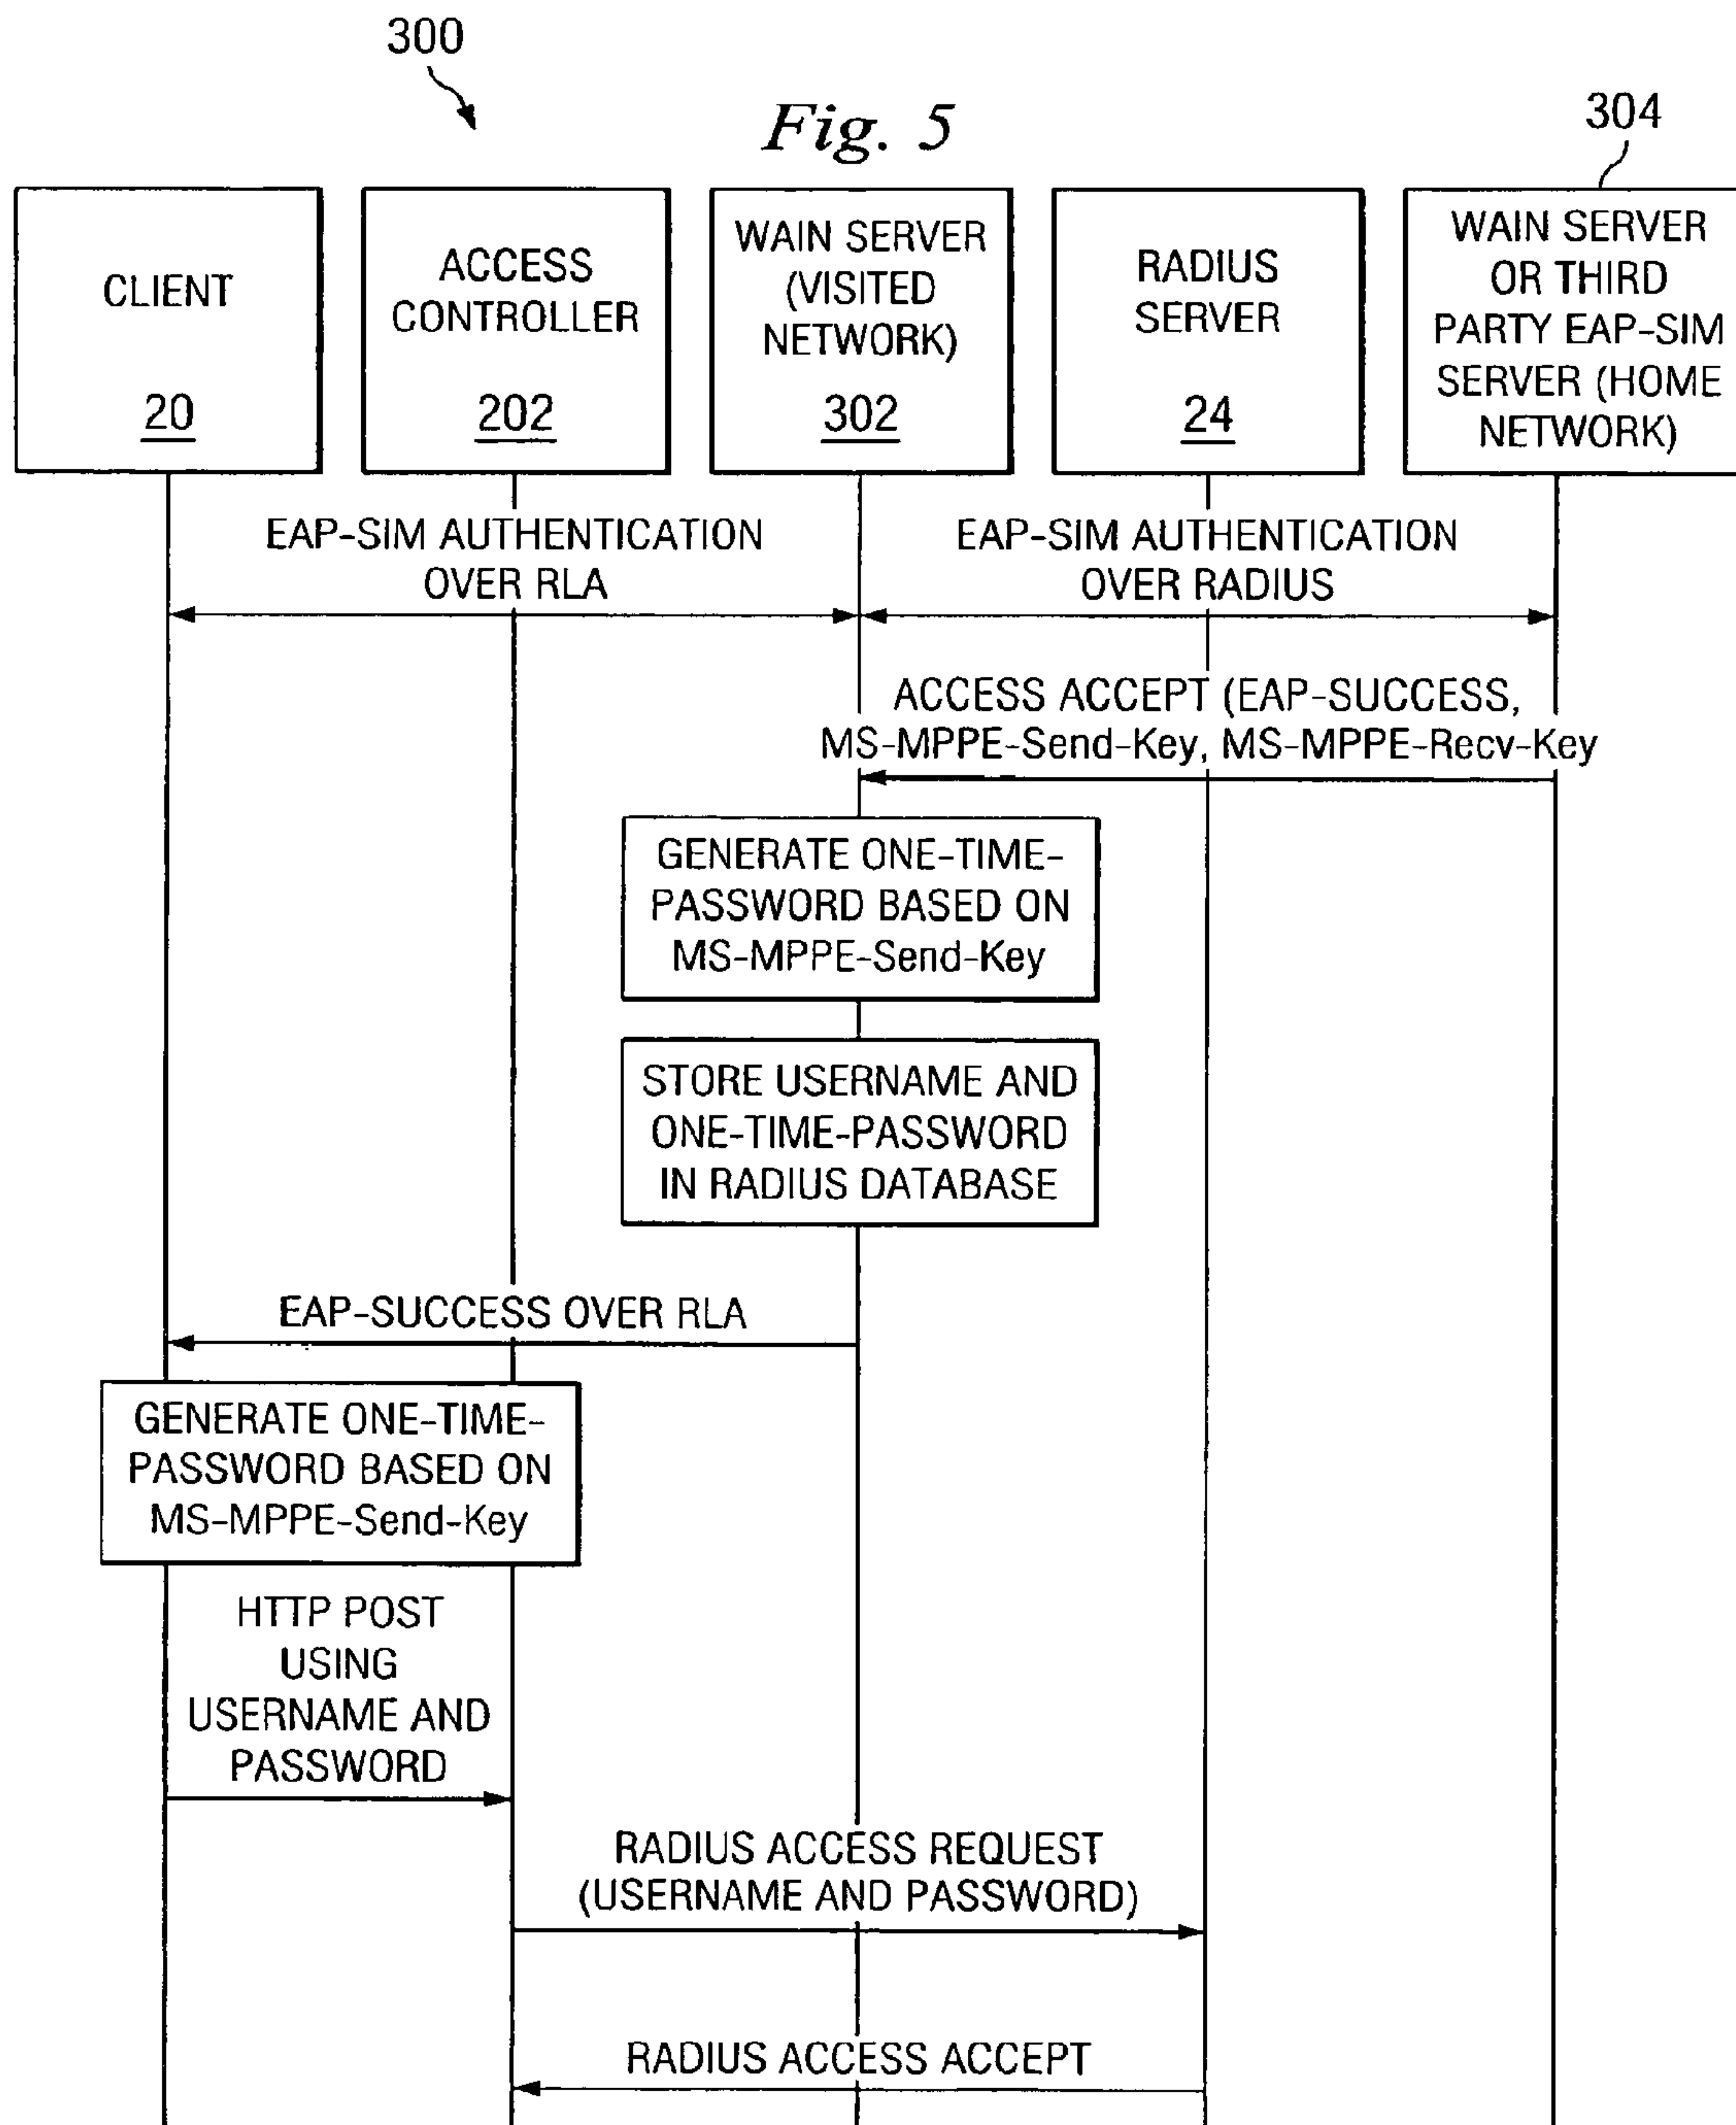 300
Fig. 5
304
CLIENT
20
ACCESS
CONTROLLER
202
WAIN SERVER
(VISITED
NETWORK)
302
RADIUS
SERVER
24
WAIN SERVER
OR THIRD
PARTY EAP-SIM
SERVER (HOME
NETWORK)
EAP-SIM AUTHENTICATION
OVER RLA
EAP-SIM AUTHENTICATION
OVER RADIUS
ACCESS ACCEPT (EAP-SUCCESS,
MS-MPPE-Send-Key, MS-MPPE-Recv-Key
GENERATE ONE-TIME-
PASSWORD BASED ON
MS-MPPE-Send-Key
STORE USERNAME AND
ONE-TIME-PASSWORD
IN RADIUS DATABASE
EAP-SUCCESS OVER RLA
GENERATE ONE-TIME-
PASSWORD BASED ON
MS-MPPE-Send-Key
HTTP POST
USING
USERNAME AND
PASSWORD
RADIUS ACCESS REQUEST
(USERNAME AND PASSWORD)
RADIUS ACCESS ACCEPT